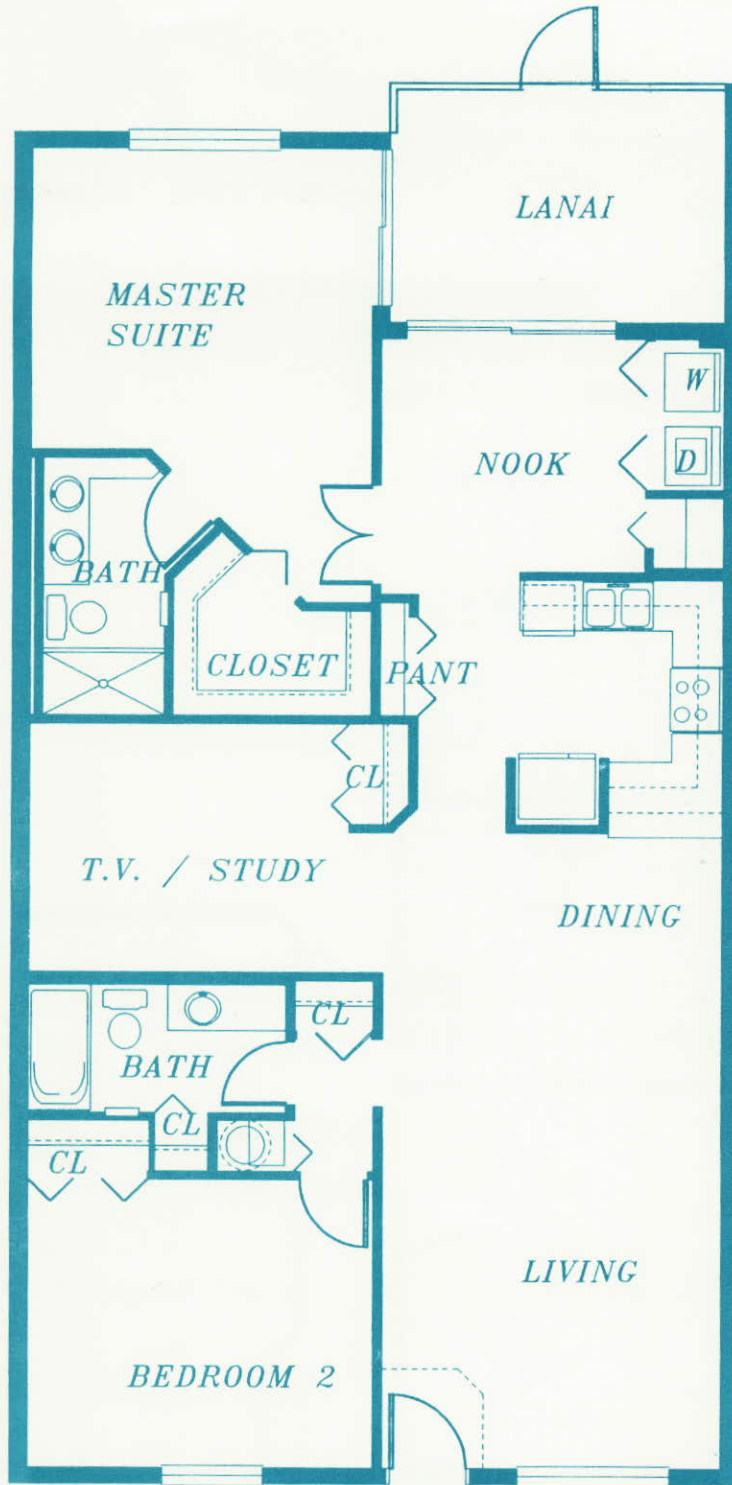 LANAI
MASTER
SUITE
W
NOOK
D
BATH
CLOSET
PANT
CL
T.V. / STUDY
DINING
CL
BATH
CL
CL
LIVING
BEDROOM 2